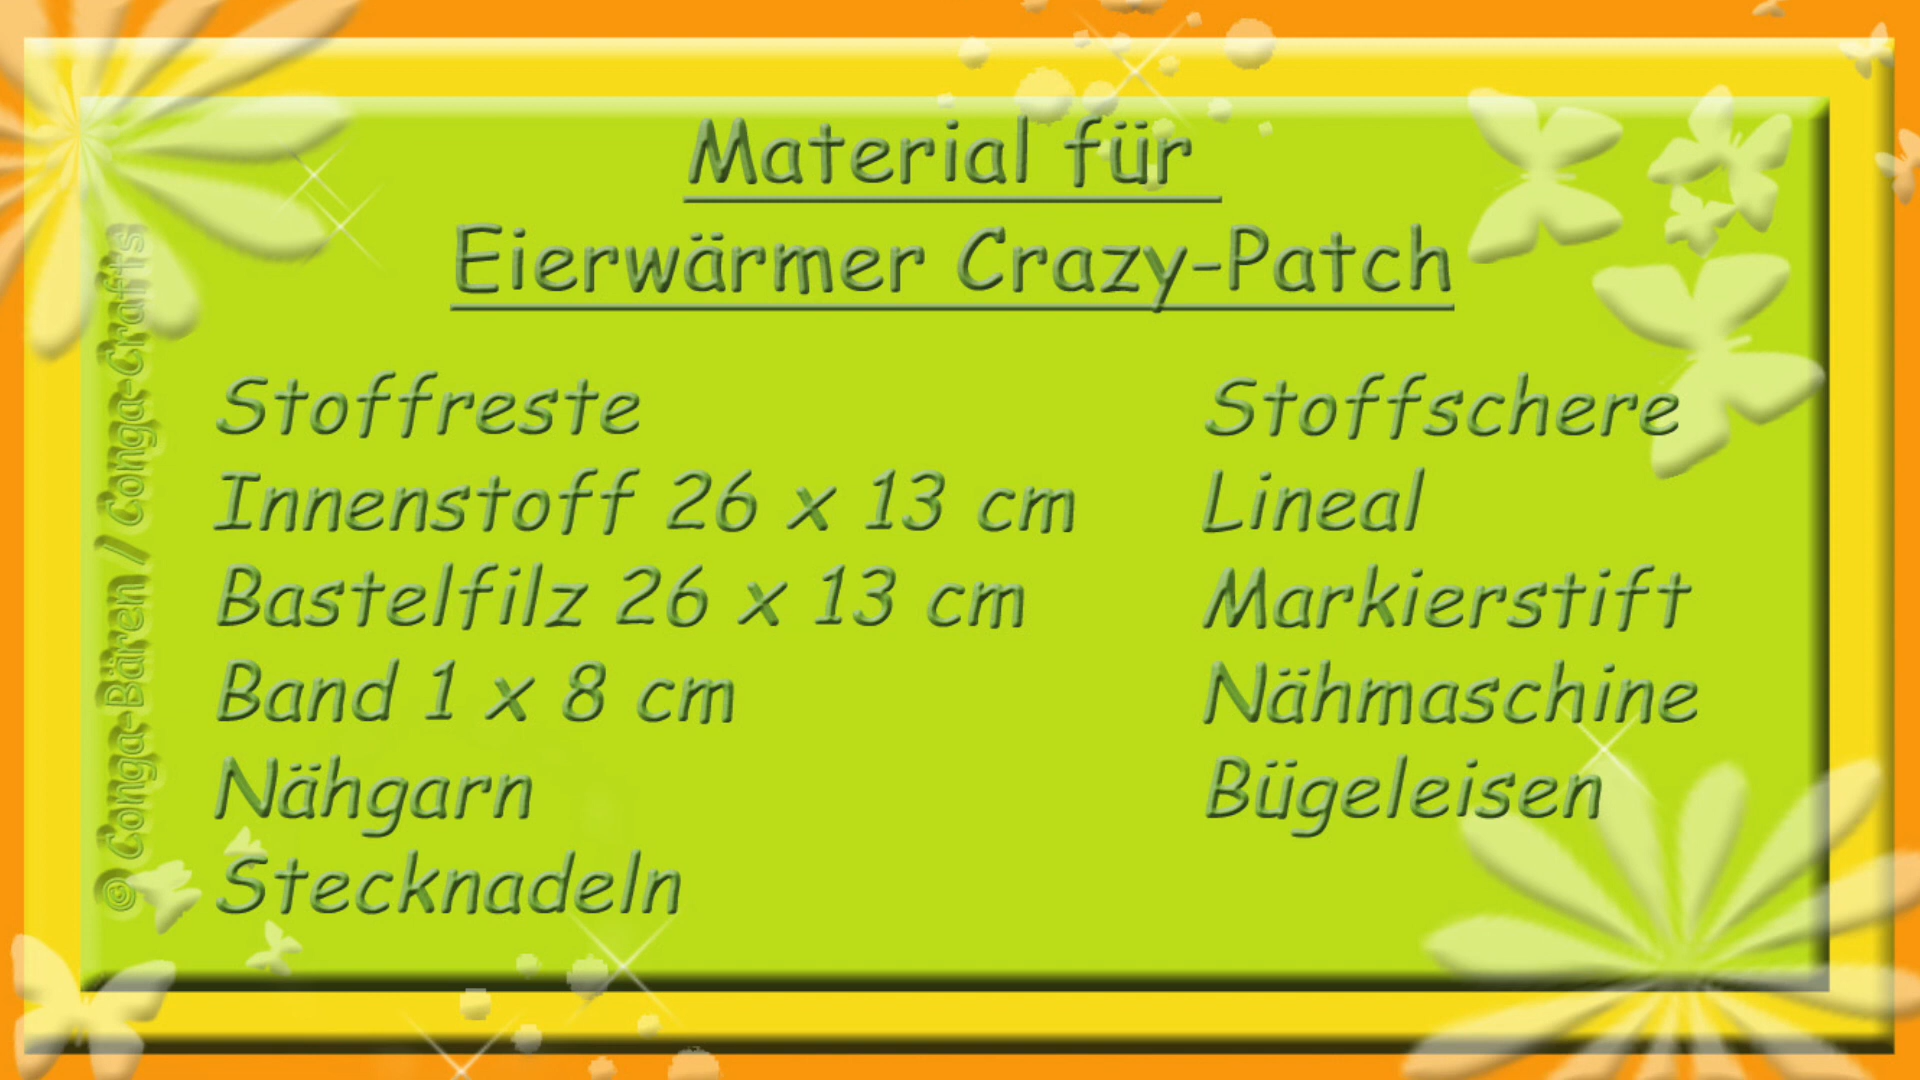 Material für
Eierwärmer Crazy-Patch
Stoffreste
Innenstoff 26 x 13 cm
Bastelfilz 26 x 13 cm
Band 1 x 8 cm
Nähgarn
Stecknadeln
Stoffschere
Lineal
Markierstift
Nähmaschine
Bügeleisen
© Conga-Bären / Conga-Crafts